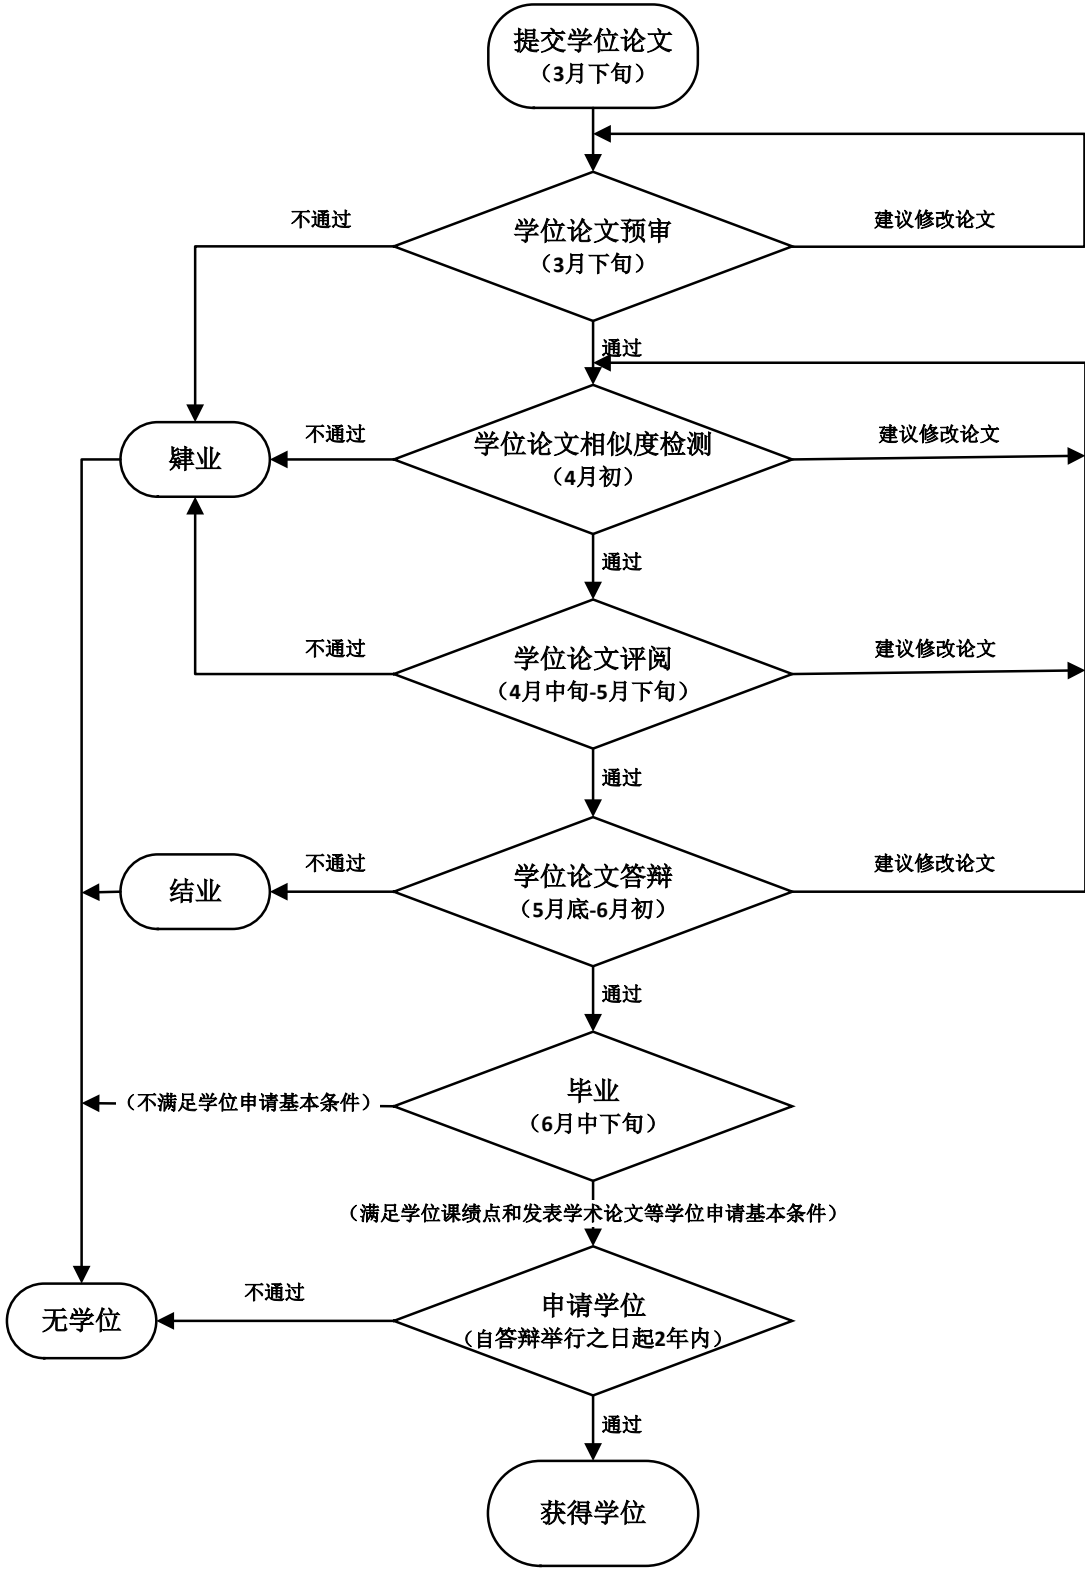 提交学位论文
（3月下旬）
不通过
学位论文预审
（3月下旬）
建议修改论文
通过
肄业
不通过
学位论文相似度检测
（4月初）
建议修改论文
通过
不通过
学位论文评阅
（4月中旬-5月下旬）
建议修改论文
通过
结业
不通过
学位论文答辩
（5月底-6月初）
建议修改论文
通过
（不满足学位申请基本条件）
毕业
（6月中下旬）
（满足学位课绩点和发表学术论文等学位申请基本条件）
无学位
不通过
申请学位
（自答辩举行之日起2年内）
通过
获得学位